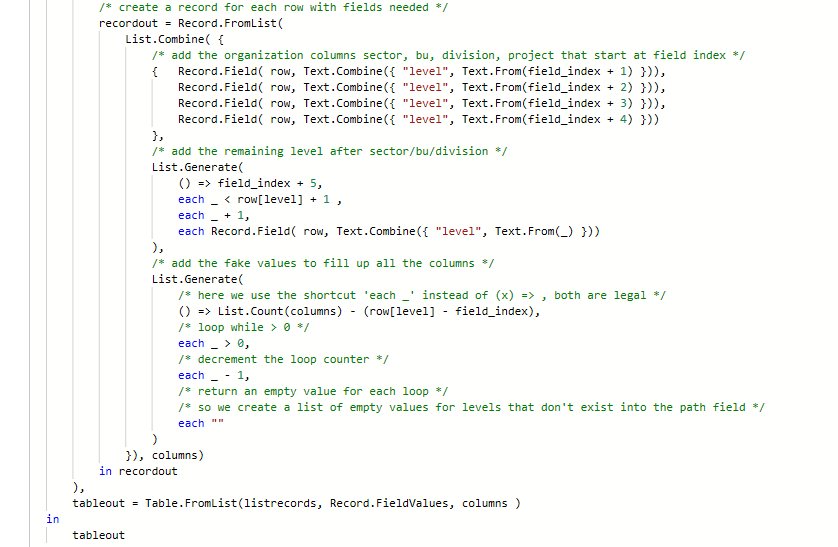 /* create a record for each row with fields needed */
recordout = Record.FromList(
List.Combine( {
/* add the organization columns sector, bu, division, project that start at field index */
{   Record.Field( row, Text.Combine({ "level", Text.From(field_index + 1) })),
Record.Field( row, Text.Combine({ "level", Text.From(field_index + 2) })),
Record.Field( row, Text.Combine({ "level", Text.From(field_index + 3) })),
Record.Field( row, Text.Combine({ "level", Text.From(field_index + 4) }))
},
/* add the remaining level after sector/bu/division */
List.Generate(
() => field_index + 5,
each _ < row[level] + 1 ,
each _ + 1,
each Record.Field( row, Text.Combine({ "level", Text.From(_) }))
),
/* add the fake values to fill up all the columns */
List.Generate(
/* here we use the shortcut 'each _' instead of (x) => , both are legal */
() => List.Count(columns) - (row[level] - field_index),
/* loop while > 0 */
each _ > 0,
/* decrement the loop counter */
each _ - 1,
/* return an empty value for each loop */
/* so we create a list of empty values for levels that don't exist into the path field */
each ""
)
}), columns)
in recordout
),
tableout = Table.FromList(listrecords, Record.FieldValues, columns )
in
tableout